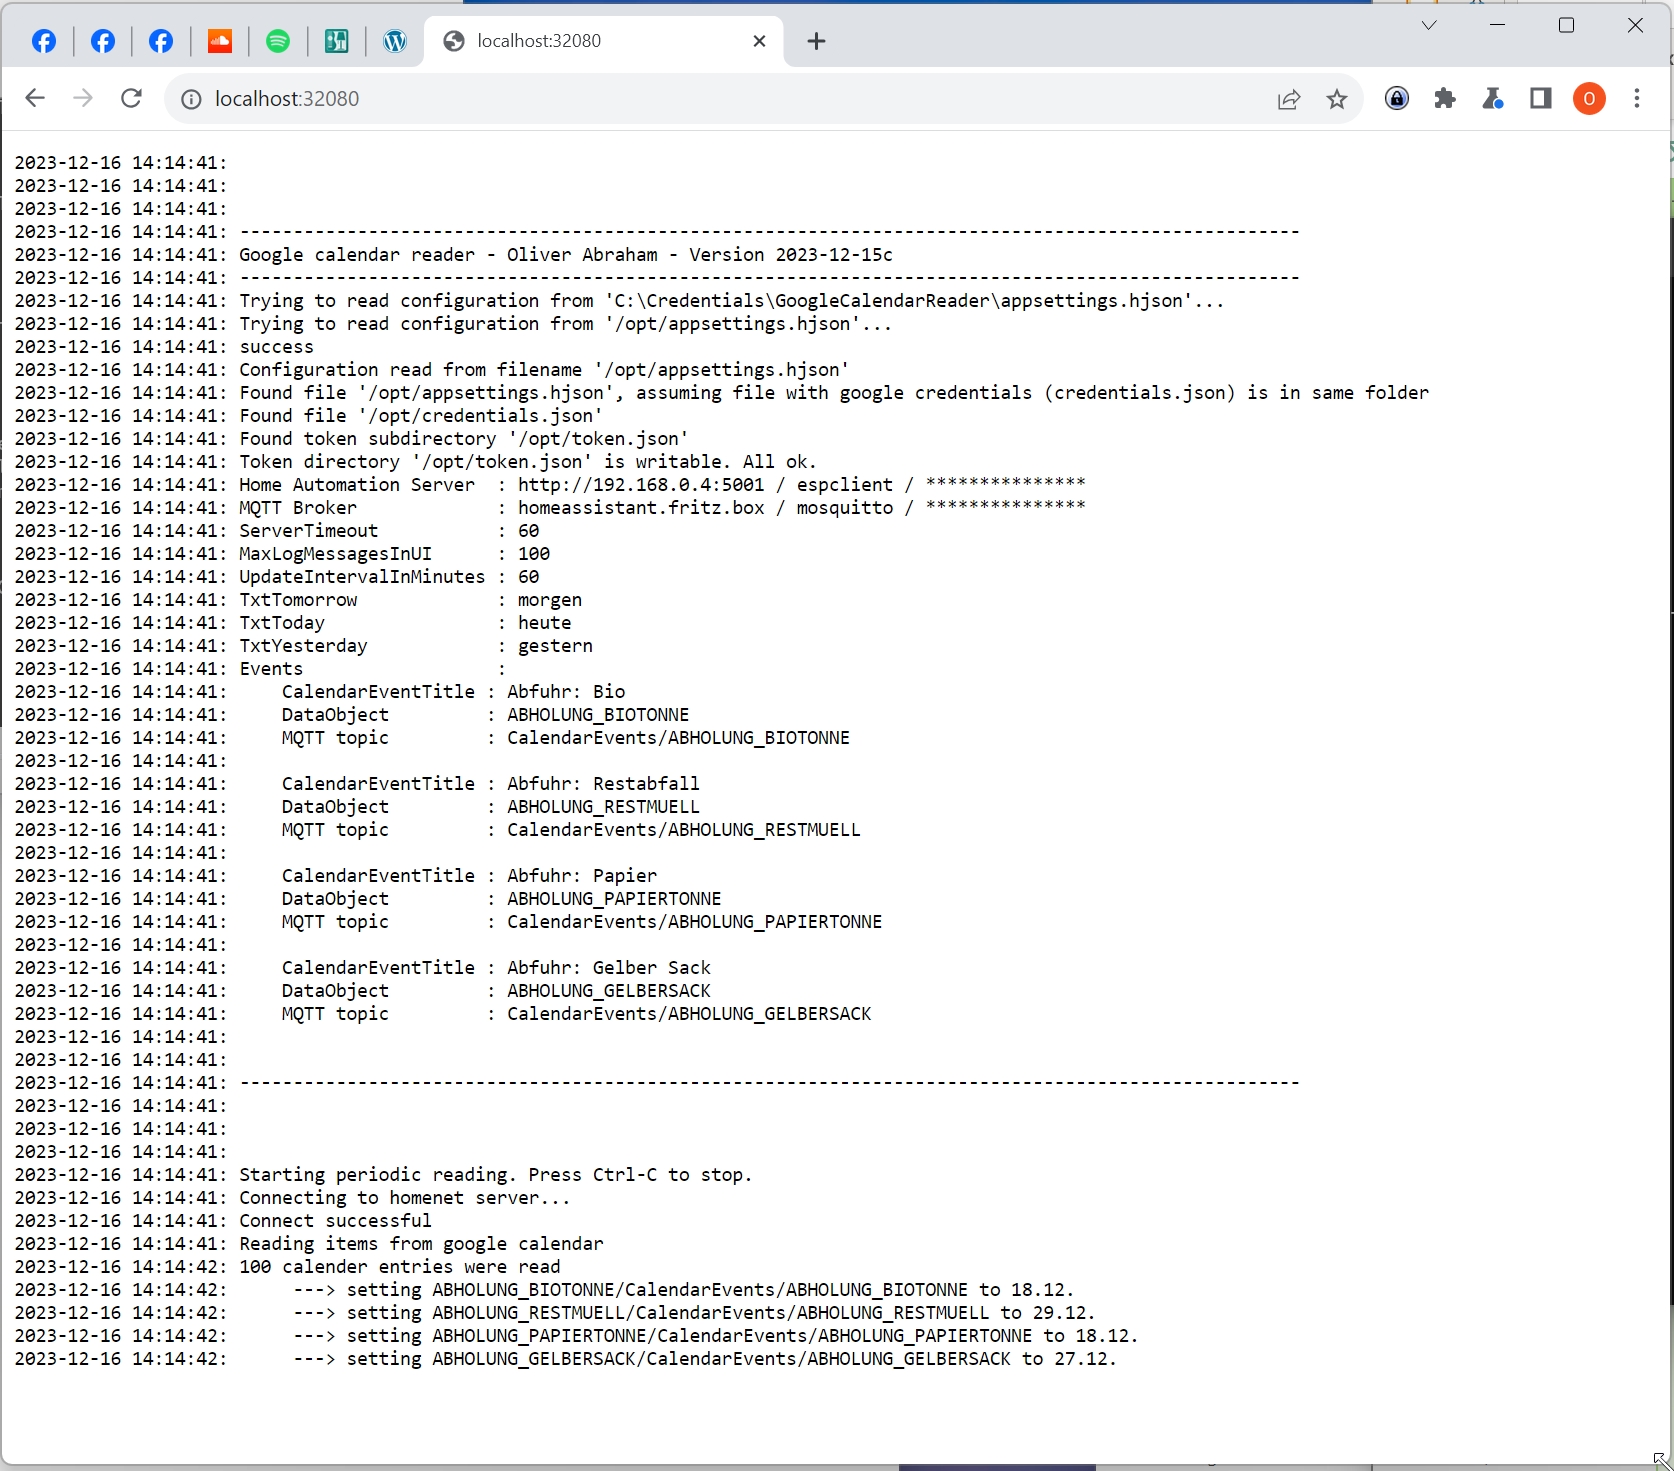 localhost:32080
localhost:32080
O
2023-12-16 14:14:41:
2023-12-16 14:14:41:
2023-12-16 14:14:41:
2023-12-16 14:14:41: ---------------------------------------------------------------------------------------------------
2023-12-16 14:14:41: Google calendar reader - Oliver Abraham - Version 2023-12-15c
2023-12-16 14:14:41: ---------------------------------------------------------------------------------------------------
2023-12-16 14:14:41: Trying to read configuration from 'C:\Credentials\GoogleCalendarReader\appsettings.hjson'...
2023-12-16 14:14:41: Trying to read configuration from '/opt/appsettings.hjson'...
2023-12-16 14:14:41: success
2023-12-16 14:14:41: Configuration read from filename '/opt/appsettings.hjson'
2023-12-16 14:14:41: Found file '/opt/appsettings.hjson', assuming file with google credentials (credentials.json) is in same folder
2023-12-16 14:14:41: Found file '/opt/credentials.json'
2023-12-16 14:14:41: Found token subdirectory '/opt/token.json'
2023-12-16 14:14:41: Token directory '/opt/token.json' is writable. All ok.
2023-12-16 14:14:41: Home Automation Server  : http://192.168.0.4:5001 / espclient / ***************
2023-12-16 14:14:41: MQTT Broker             : homeassistant.fritz.box / mosquitto / ***************
2023-12-16 14:14:41: ServerTimeout           : 60
2023-12-16 14:14:41: MaxLogMessagesInUI      : 100
2023-12-16 14:14:41: UpdateIntervalInMinutes : 60
2023-12-16 14:14:41: TxtTomorrow             : morgen
2023-12-16 14:14:41: TxtToday                : heute
2023-12-16 14:14:41: TxtYesterday            : gestern
2023-12-16 14:14:41: Events                  :
2023-12-16 14:14:41:     CalendarEventTitle : Abfuhr: Bio
2023-12-16 14:14:41:     DataObject         : ABHOLUNG_BIOTONNE
2023-12-16 14:14:41:     MQTT topic         : CalendarEvents/ABHOLUNG_BIOTONNE
2023-12-16 14:14:41:
2023-12-16 14:14:41:     CalendarEventTitle : Abfuhr: Restabfall
2023-12-16 14:14:41:     DataObject         : ABHOLUNG_RESTMUELL
2023-12-16 14:14:41:     MQTT topic         : CalendarEvents/ABHOLUNG_RESTMUELL
2023-12-16 14:14:41:
2023-12-16 14:14:41:     CalendarEventTitle : Abfuhr: Papier
2023-12-16 14:14:41:     DataObject         : ABHOLUNG_PAPIERTONNE
2023-12-16 14:14:41:     MQTT topic         : CalendarEvents/ABHOLUNG_PAPIERTONNE
2023-12-16 14:14:41:
2023-12-16 14:14:41:     CalendarEventTitle : Abfuhr: Gelber Sack
2023-12-16 14:14:41:     DataObject         : ABHOLUNG_GELBERSACK
2023-12-16 14:14:41:     MQTT topic         : CalendarEvents/ABHOLUNG_GELBERSACK
2023-12-16 14:14:41:
2023-12-16 14:14:41:
2023-12-16 14:14:41: ---------------------------------------------------------------------------------------------------
2023-12-16 14:14:41:
2023-12-16 14:14:41:
2023-12-16 14:14:41:
2023-12-16 14:14:41: Starting periodic reading. Press Ctrl-C to stop.
2023-12-16 14:14:41: Connecting to homenet server...
2023-12-16 14:14:41: Connect successful
2023-12-16 14:14:41: Reading items from google calendar
2023-12-16 14:14:42: 100 calender entries were read
2023-12-16 14:14:42:      ---> setting ABHOLUNG_BIOTONNE/CalendarEvents/ABHOLUNG_BIOTONNE to 18.12.
2023-12-16 14:14:42:      ---> setting ABHOLUNG_RESTMUELL/CalendarEvents/ABHOLUNG_RESTMUELL to 29.12.
2023-12-16 14:14:42:      ---> setting ABHOLUNG_PAPIERTONNE/CalendarEvents/ABHOLUNG_PAPIERTONNE to 18.12.
2023-12-16 14:14:42:      ---> setting ABHOLUNG_GELBERSACK/CalendarEvents/ABHOLUNG_GELBERSACK to 27.12.